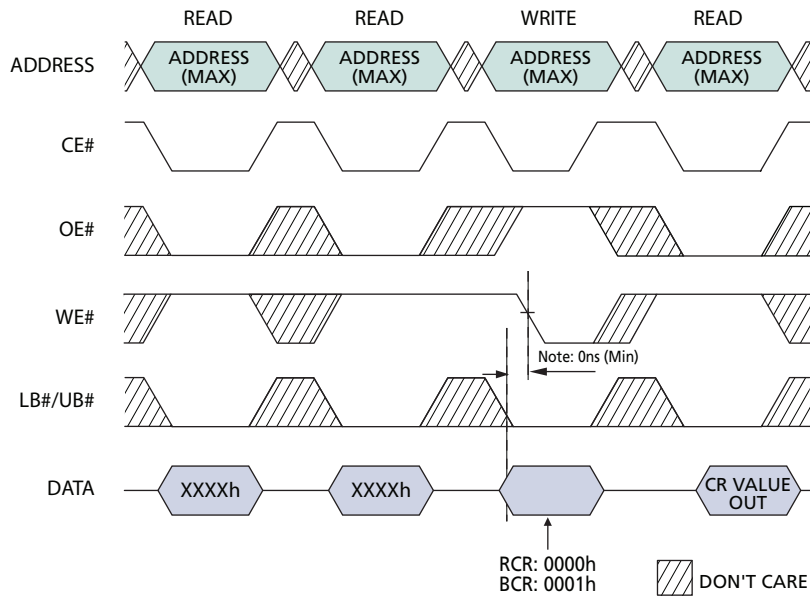 READ READ WRITE READ
ADDRESS
ADDRESS
(MAX)
ADDRESS
(MAX)
ADDRESS
(MAX)
ADDRESS
(MAX)
CE#
OE#
WE#
Note: 0ns (Min)
LB#/UB#
DATA
XXXXh
XXXXh
CR VALUE
OUT
RCR: 0000h
BCR: 0001h
DON'T CARE